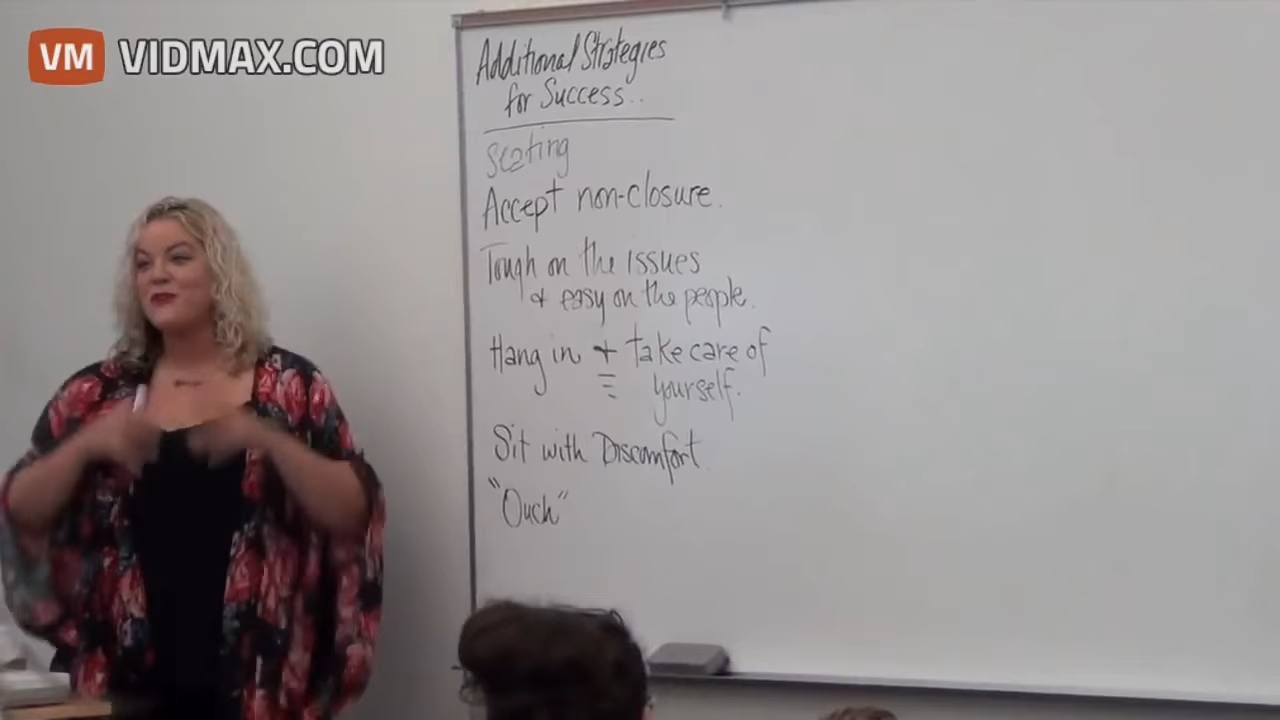 VM VIDMAX.COM
Additional Strategies
for Success..
Seating
Accept non-closure.
Tough on the issues
+ easy on the people.
Hang in + take care of
yourself.
Sit with Discomfort
"Ouch"